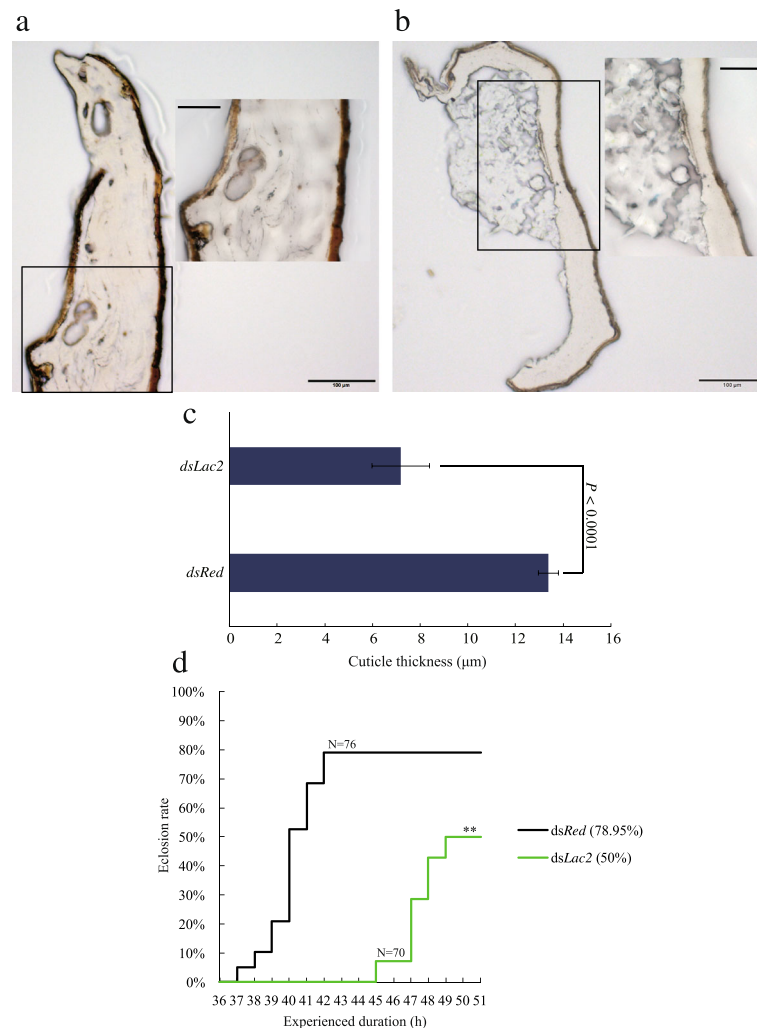 a
b
100 µm
100 µm
c
dsLac2
dsRed
P < 0.0001
0 2 4 6 8 10 12 14 16
Cuticle thickness (µm)
d
100%
90%
80%
70%
60%
50%
40%
30%
20%
10%
0%
Eclosion rate
N=76
**
N=70
dsRed (78.95%)
dsLac2 (50%)
36 37 38 39 40 41 42 43 44 45 46 47 48 49 50 51
Experienced duration (h)